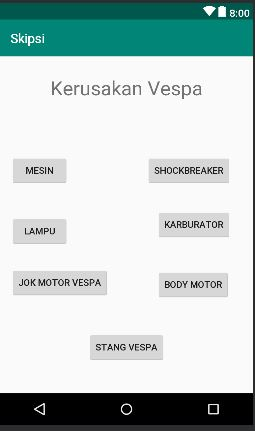 8:00
Skipsi
Kerusakan Vespa
MESIN
SHOCKBREAKER
LAMPU
KARBURATOR
JOK MOTOR VESPA
BODY MOTOR
STANG VESPA